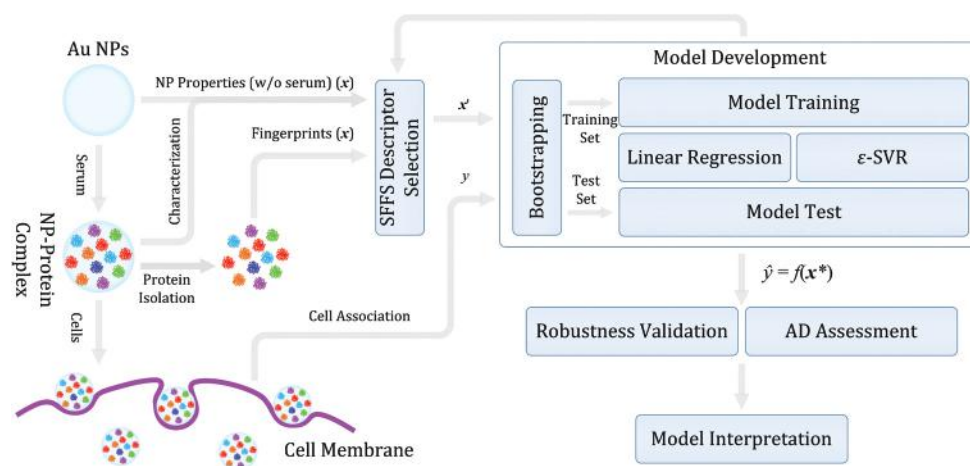 Au NPs
NP Properties (w/o serum) (x)
Fingerprints (x)
Serum
Characterization
NP-Protein
Complex
Protein
Isolation
Cells
Cell Association
Cell Membrane
SFFS Descriptor
Selection
x'
y
Model Development
Bootstrapping
Training
Set
Test
Set
Model Training
Linear Regression
ε-SVR
Model Test
ŷ = f(x*)
Robustness Validation
AD Assessment
Model Interpretation